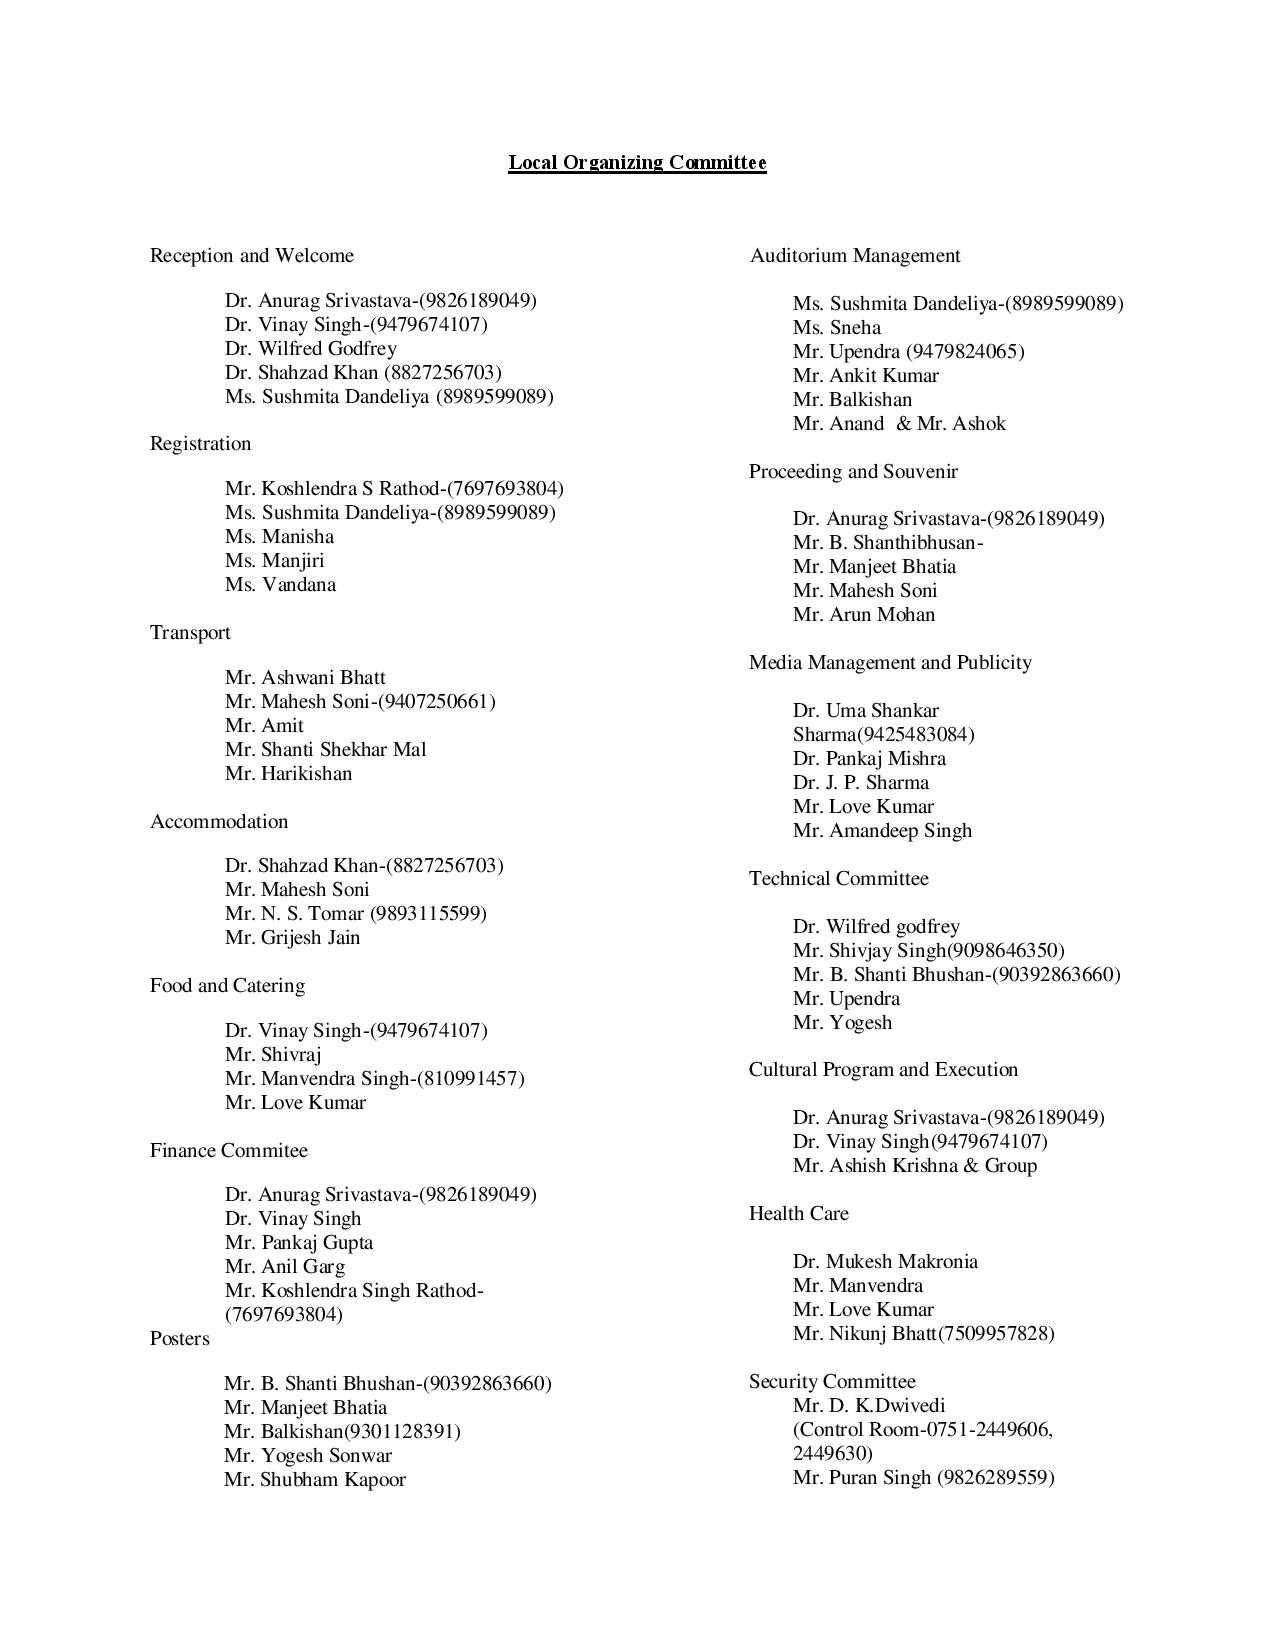 Local Organizing Committee
Reception and Welcome
Dr. Anurag Srivastava-(9826189049)
Dr. Vinay Singh-(9479674107)
Dr. Wilfred Godfrey
Dr. Shahzad Khan (8827256703)
Ms. Sushmita Dandeliya (8989599089)
Registration
Mr. Koshlendra S Rathod-(7697693804)
Ms. Sushmita Dandeliya-(8989599089)
Ms. Manisha
Ms. Manjiri
Ms. Vandana
Transport
Mr. Ashwani Bhatt
Mr. Mahesh Soni-(9407250661)
Mr. Amit
Mr. Shanti Shekhar Mal
Mr. Harikishan
Accommodation
Dr. Shahzad Khan-(8827256703)
Mr. Mahesh Soni
Mr. N. S. Tomar (9893115599)
Mr. Grijesh Jain
Food and Catering
Dr. Vinay Singh-(9479674107)
Mr. Shivraj
Mr. Manvendra Singh-(810991457)
Mr. Love Kumar
Finance Commitee
Dr. Anurag Srivastava-(9826189049)
Dr. Vinay Singh
Mr. Pankaj Gupta
Mr. Anil Garg
Mr. Koshlendra Singh Rathod-
(7697693804)
Posters
Mr. B. Shanti Bhushan-(90392863660)
Mr. Manjeet Bhatia
Mr. Balkishan(9301128391)
Mr. Yogesh Sonwar
Mr. Shubham Kapoor
Auditorium Management
Ms. Sushmita Dandeliya-(8989599089)
Ms. Sneha
Mr. Upendra (9479824065)
Mr. Ankit Kumar
Mr. Balkishan
Mr. Anand  & Mr. Ashok
Proceeding and Souvenir
Dr. Anurag Srivastava-(9826189049)
Mr. B. Shanthibhusan-
Mr. Manjeet Bhatia
Mr. Mahesh Soni
Mr. Arun Mohan
Media Management and Publicity
Dr. Uma Shankar
Sharma(9425483084)
Dr. Pankaj Mishra
Dr. J. P. Sharma
Mr. Love Kumar
Mr. Amandeep Singh
Technical Committee
Dr. Wilfred godfrey
Mr. Shivjay Singh(9098646350)
Mr. B. Shanti Bhushan-(90392863660)
Mr. Upendra
Mr. Yogesh
Cultural Program and Execution
Dr. Anurag Srivastava-(9826189049)
Dr. Vinay Singh(9479674107)
Mr. Ashish Krishna & Group
Health Care
Dr. Mukesh Makronia
Mr. Manvendra
Mr. Love Kumar
Mr. Nikunj Bhatt(7509957828)
Security Committee
Mr. D. K.Dwivedi
(Control Room-0751-2449606,
2449630)
Mr. Puran Singh (9826289559)